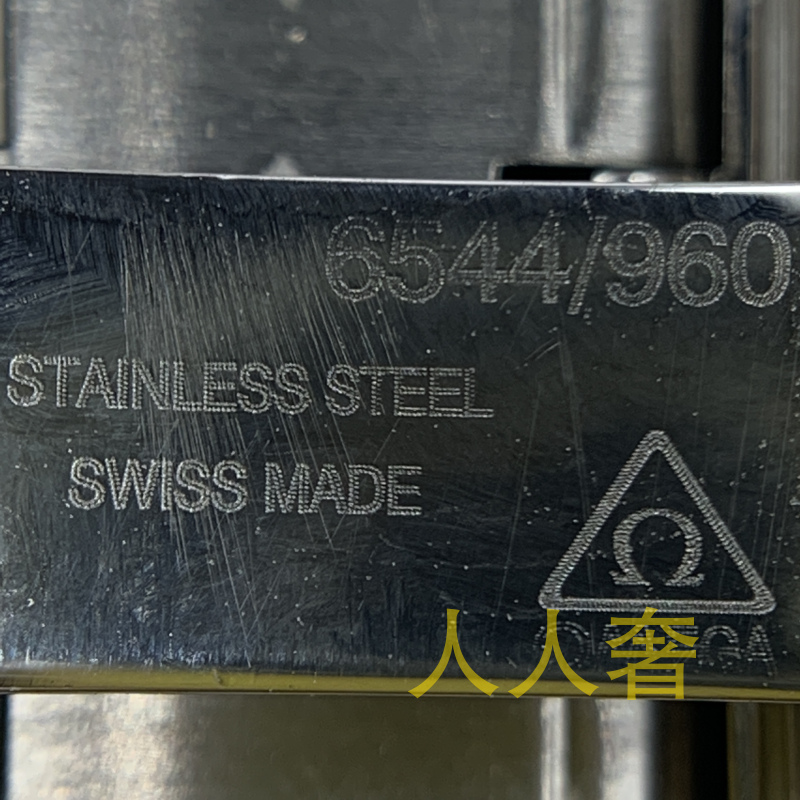 6544/960
STAINLESS STEEL
SWISS MADE
Ω
人人奢